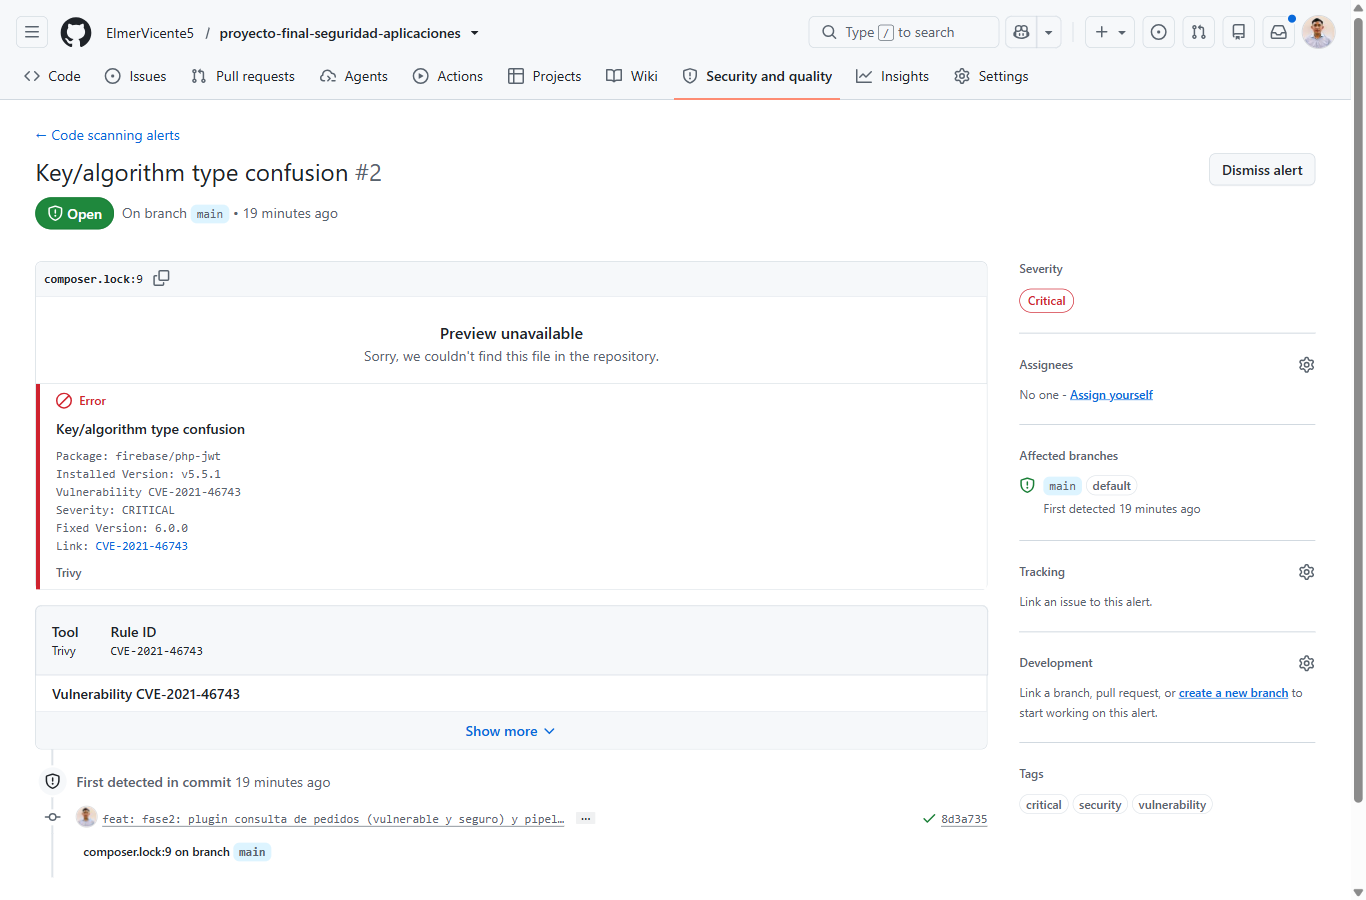 ElmerVicente5 / proyecto-final-seguridad-aplicaciones
Type / to search
Code
Issues
Pull requests
Agents
Actions
Projects
Wiki
Security and quality
Insights
Settings
← Code scanning alerts
Key/algorithm type confusion #2
Dismiss alert
Open
On branch main • 19 minutes ago
composer.lock:9
Preview unavailable
Sorry, we couldn't find this file in the repository.
Error
Key/algorithm type confusion
Package: firebase/php-jwt
Installed Version: v5.5.1
Vulnerability CVE-2021-46743
Severity: CRITICAL
Fixed Version: 6.0.0
Link: CVE-2021-46743
Trivy
Tool
Rule ID
Trivy
CVE-2021-46743
Vulnerability CVE-2021-46743
Show more
First detected in commit 19 minutes ago
feat: fase2: plugin consulta de pedidos (vulnerable y seguro) y pipel…
...
8d3a735
composer.lock:9 on branch main
Severity
Critical
Assignees
No one - Assign yourself
Affected branches
main default
First detected 19 minutes ago
Tracking
Link an issue to this alert.
Development
Link a branch, pull request, or create a new branch to
start working on this alert.
Tags
critical security vulnerability